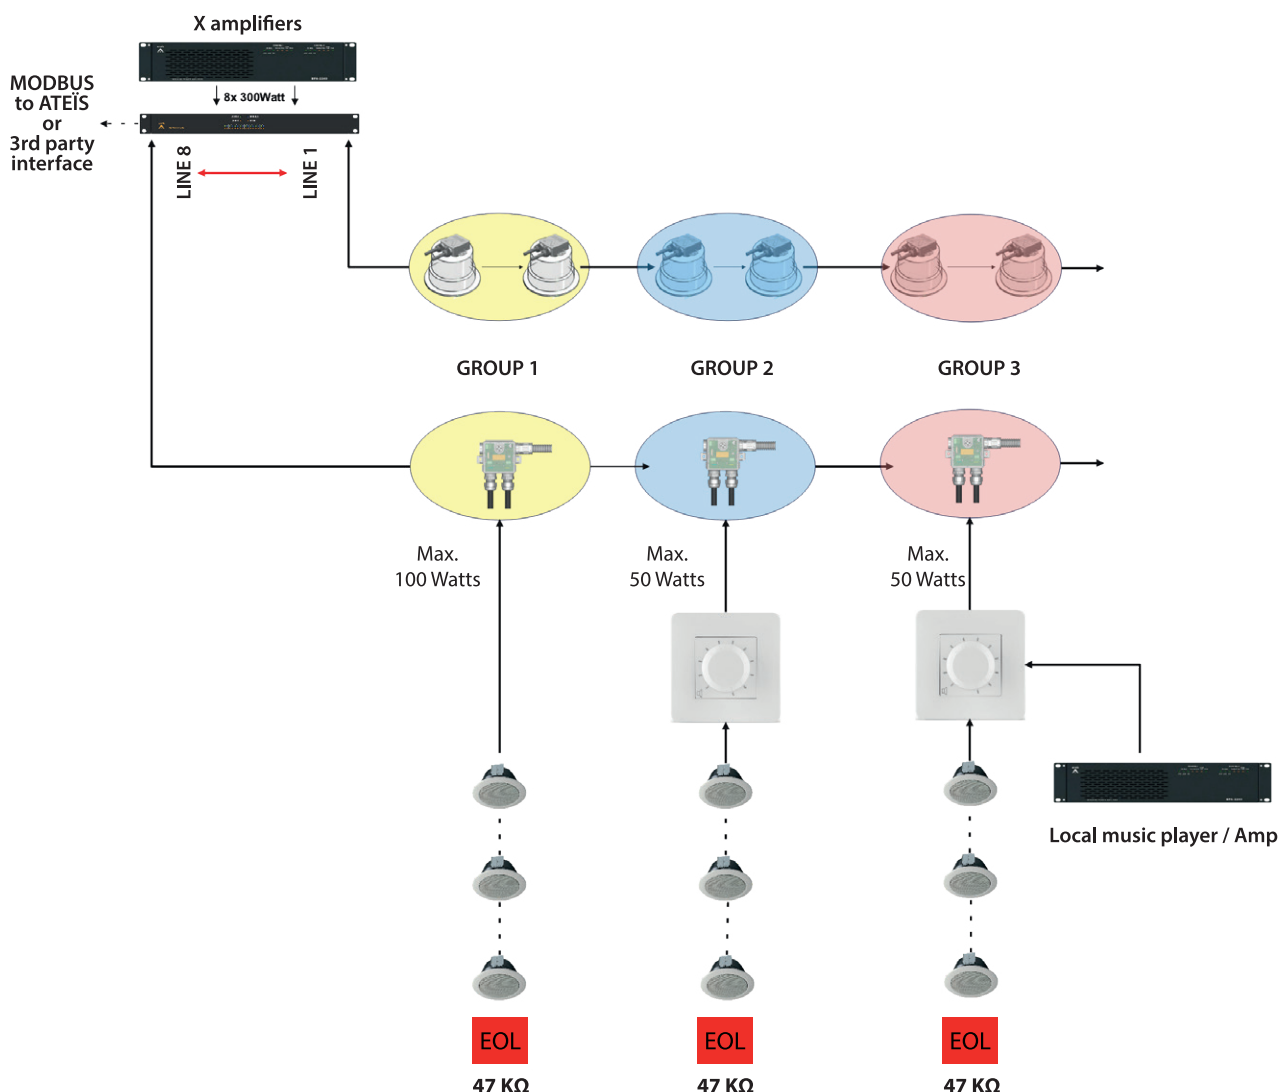 X amplifiers
MODBUS
to ATEÏS
or
3rd party
interface
8x 300Watt
LINE 8
LINE 1
GROUP 1
GROUP 2
GROUP 3
Max.
100 Watts
Max.
50 Watts
Max.
50 Watts
Local music player / Amp
EOL
EOL
EOL
47 KΩ
47 KΩ
47 KΩ